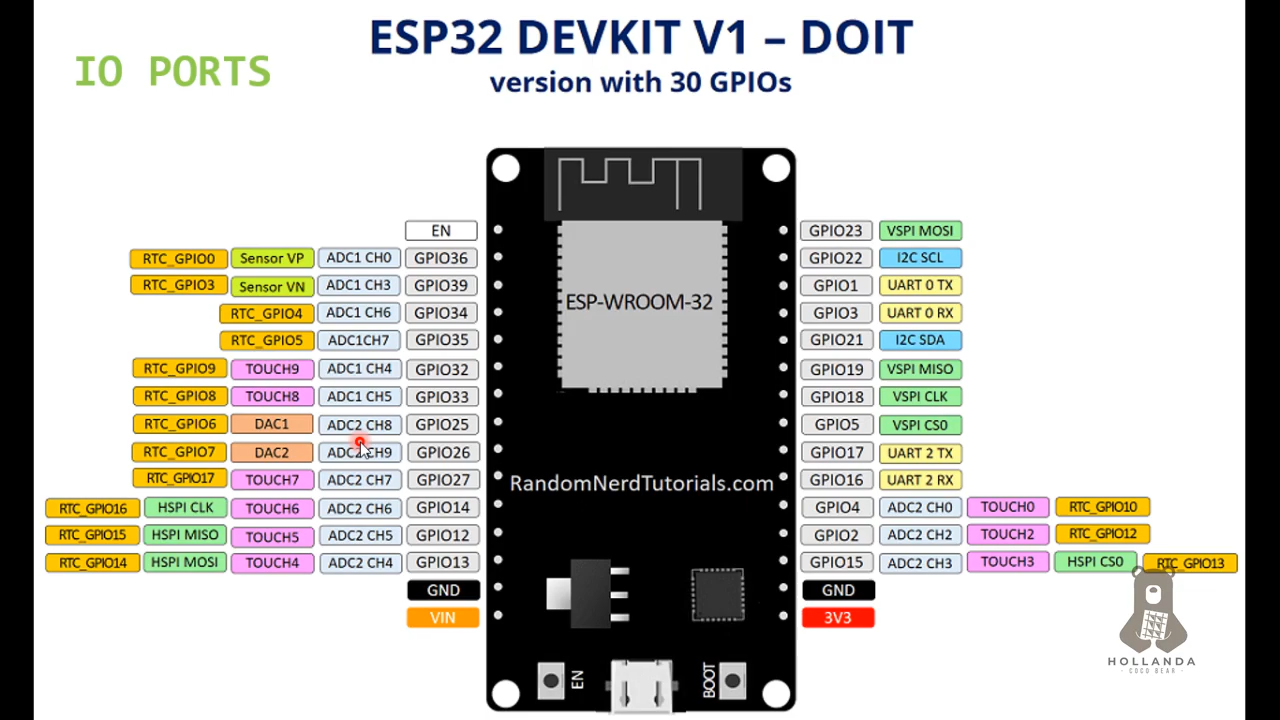 IO PORTS
ESP32 DEVKIT V1 – DOIT
version with 30 GPIOs
EN
RTC_GPIO0 Sensor VP ADC1 CH0 GPIO36
RTC_GPIO3 Sensor VN ADC1 CH3 GPIO39
RTC_GPIO4 ADC1 CH6 GPIO34
RTC_GPIO5 ADC1CH7 GPIO35
RTC_GPIO9 TOUCH9 ADC1 CH4 GPIO32
RTC_GPIO8 TOUCH8 ADC1 CH5 GPIO33
RTC_GPIO6 DAC1 ADC2 CH8 GPIO25
RTC_GPIO7 DAC2 ADC2 CH9 GPIO26
RTC_GPIO17 TOUCH7 ADC2 CH7 GPIO27
RTC_GPIO16 HSPI CLK TOUCH6 ADC2 CH6 GPIO14
RTC_GPIO15 HSPI MISO TOUCH5 ADC2 CH5 GPIO12
RTC_GPIO14 HSPI MOSI TOUCH4 ADC2 CH4 GPIO13
GND
VIN
ESP-WROOM-32
RandomNerdTutorials.com
EN
BOOT
GPIO23 VSPI MOSI
GPIO22 I2C SCL
GPIO1 UART 0 TX
GPIO3 UART 0 RX
GPIO21 I2C SDA
GPIO19 VSPI MISO
GPIO18 VSPI CLK
GPIO5 VSPI CS0
GPIO17 UART 2 TX
GPIO16 UART 2 RX
GPIO4 ADC2 CH0 TOUCH0 RTC_GPIO10
GPIO2 ADC2 CH2 TOUCH2 RTC_GPIO12
GPIO15 ADC2 CH3 TOUCH3 HSPI CS0 RTC_GPIO13
GND
3V3
HOLLANDA
- COCO BEAR -